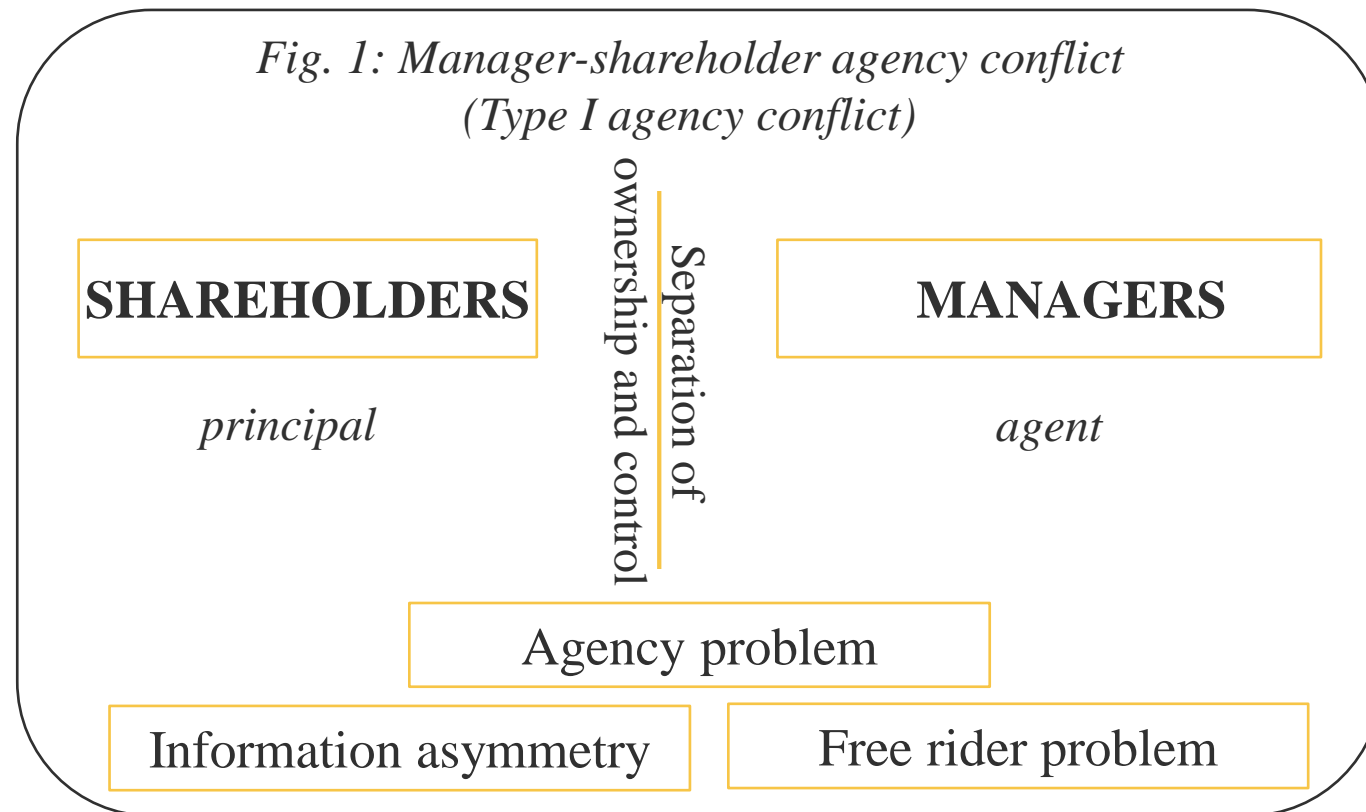 Fig. 1: Manager-shareholder agency conflict
(Type I agency conflict)
SHAREHOLDERS
principal
Separation of
ownership and control
MANAGERS
agent
Agency problem
Information asymmetry
Free rider problem